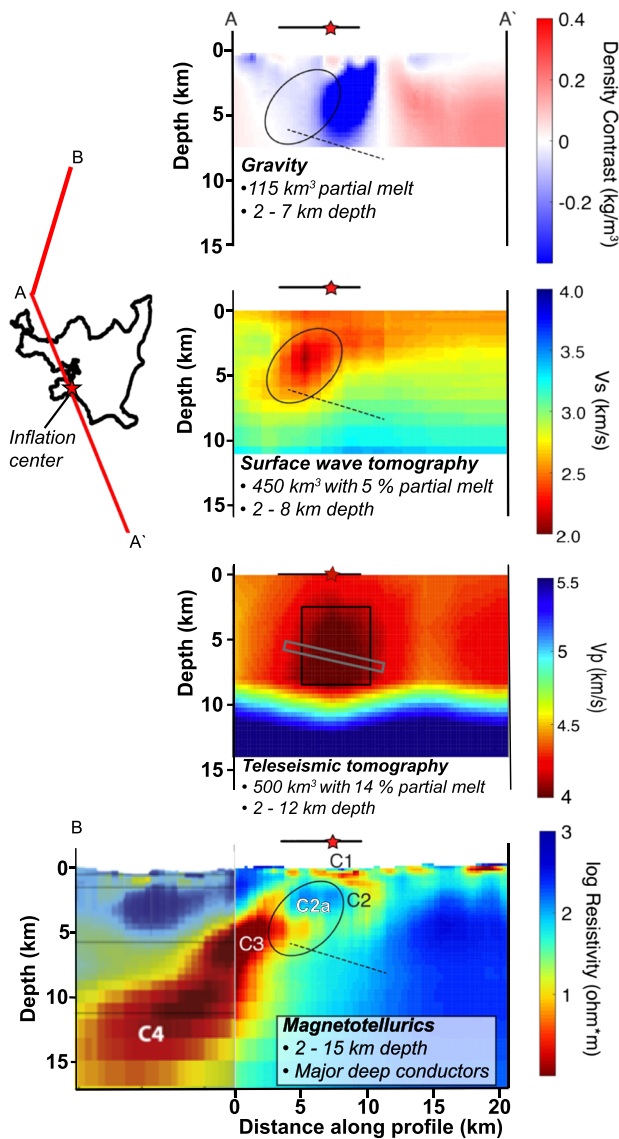 A
A`
0
5
10
15
Depth (km)
Gravity
•115 km³ partial melt
• 2 - 7 km depth
0.4
0.2
0
-0.2
Density Contrast (kg/m³)
B
A
Inflation
center
A`
0
5
10
15
Depth (km)
Surface wave tomography
• 450 km³ with 5 % partial melt
• 2 - 8 km depth
4.0
3.5
3.0
2.5
2.0
Vs (km/s)
0
5
10
15
Depth (km)
Teleseismic tomography
• 500 km³ with 14 % partial melt
• 2 - 12 km depth
5.5
5
4.5
4
Vp (km/s)
B
0
5
10
15
Depth (km)
C1
C2
C2a
C3
C4
Magnetotellurics
• 2 - 15 km depth
• Major deep conductors
0 5 10 15 20
Distance along profile (km)
3
2
1
log Resistivity (ohm*m)